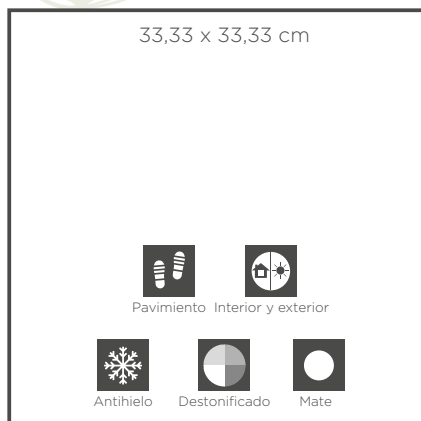 33,33 x 33,33 cm
Pavimiento Interior y exterior
Antihielo Destonificado Mate